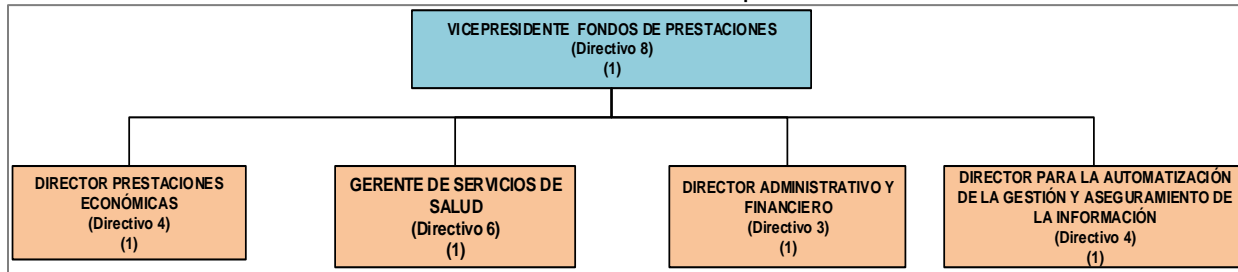 VICEPRESIDENTE FONDOS DE PRESTACIONES
(Directivo 8)
(1)
DIRECTOR PRESTACIONES
ECONÓMICAS
(Directivo 4)
(1)
GERENTE DE SERVICIOS DE
SALUD
(Directivo 6)
(1)
DIRECTOR ADMINISTRATIVO Y
FINANCIERO
(Directivo 3)
(1)
DIRECTOR PARA LA AUTOMATIZACIÓN
DE LA GESTIÓN Y ASEGURAMIENTO DE
LA INFORMACIÓN
(Directivo 4)
(1)